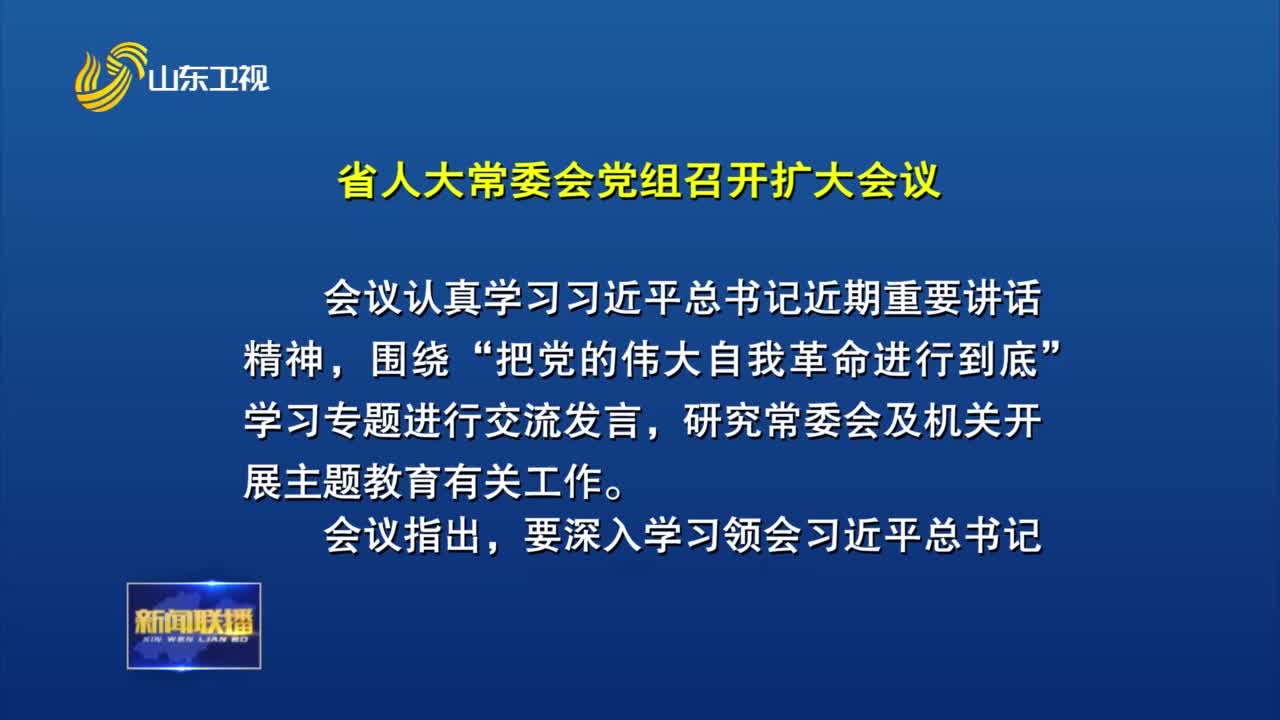 山东卫视
省人大常委会党组召开扩大会议
会议认真学习习近平总书记近期重要讲话
精神，围绕“把党的伟大自我革命进行到底”
学习专题进行交流发言，研究常委会及机关开
展主题教育有关工作。
会议指出，要深入学习领会习近平总书记
新闻联播
XIN WEN LIAN BO